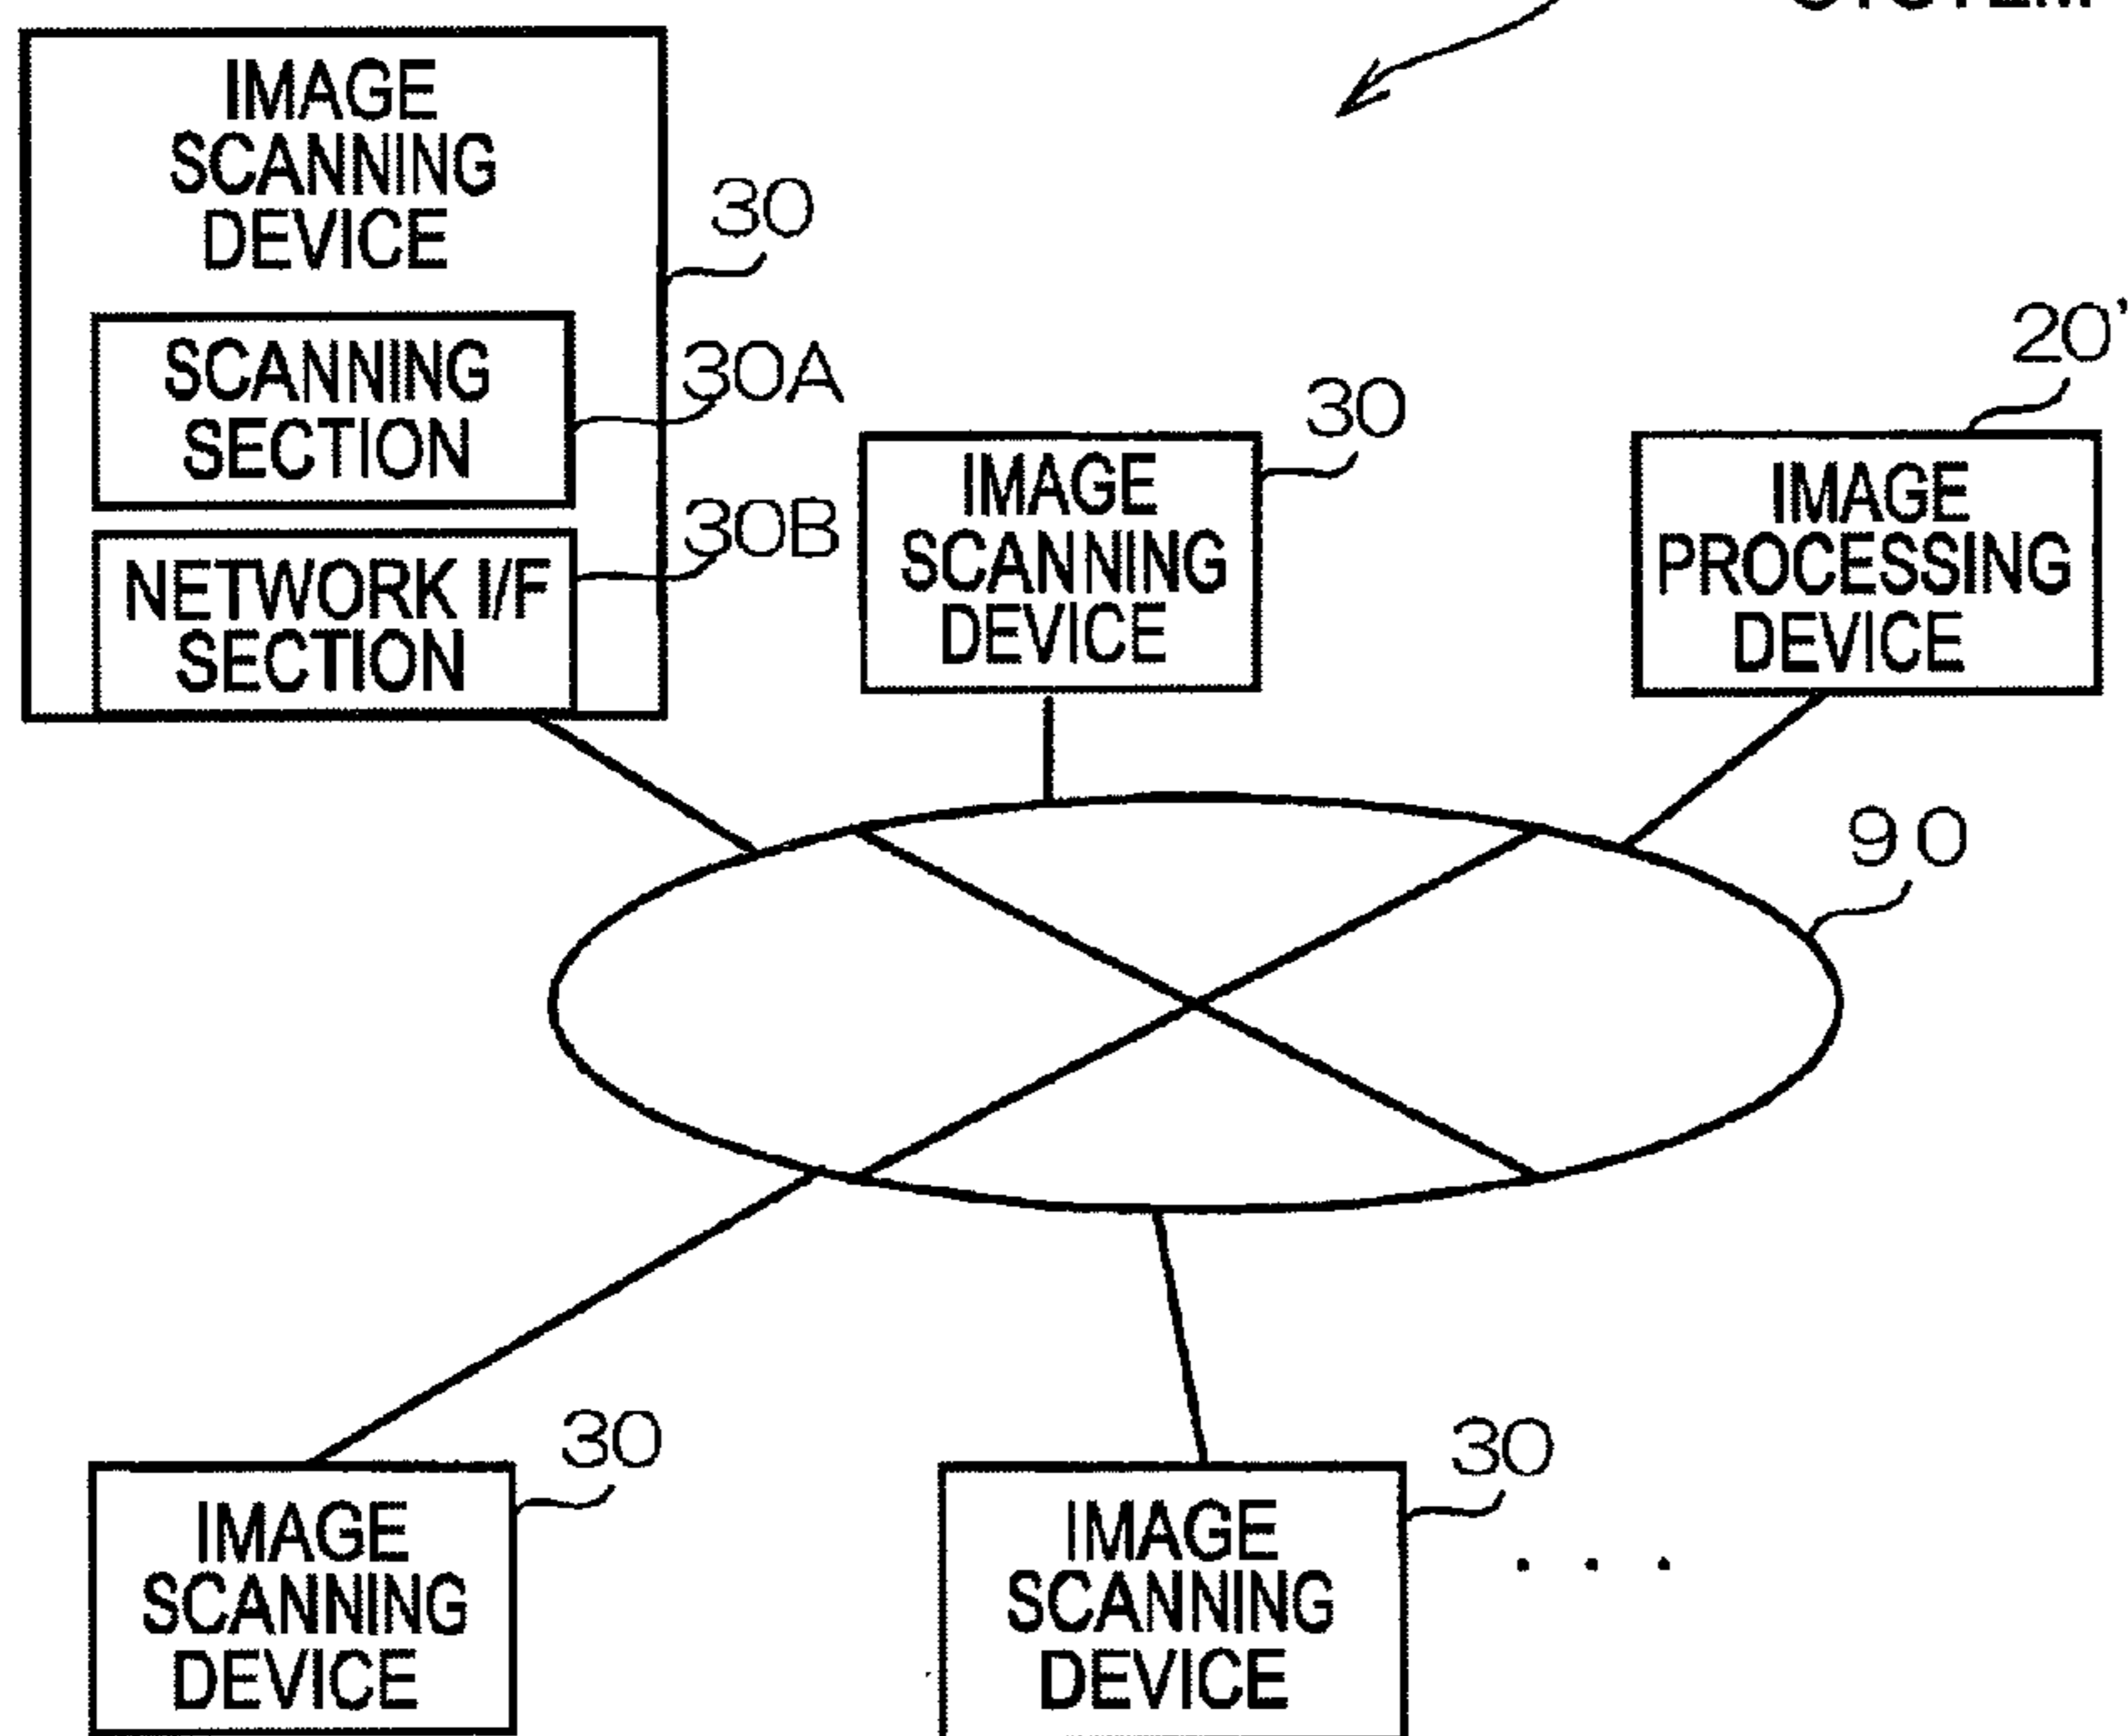 IMAGE
SCANNING
DEVICE
30
SCANNING
SECTION
30A
NETWORK I/F
SECTION
30B
IMAGE
SCANNING
DEVICE
30
IMAGE
PROCESSING
DEVICE
20'
90
IMAGE
SCANNING
DEVICE
30
IMAGE
SCANNING
DEVICE
30
. . .